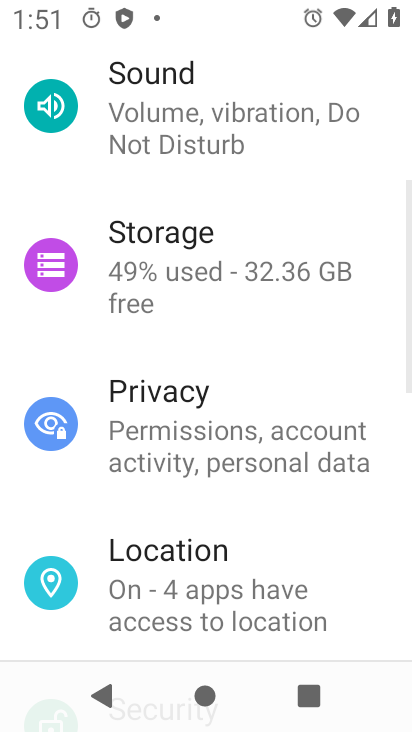 1:51
Sound
Volume, vibration, Do
Not Disturb
Storage
49% used - 32.36 GB
free
Privacy
Permissions, account
activity, personal data
Location
On - 4 apps have
access to location
Security